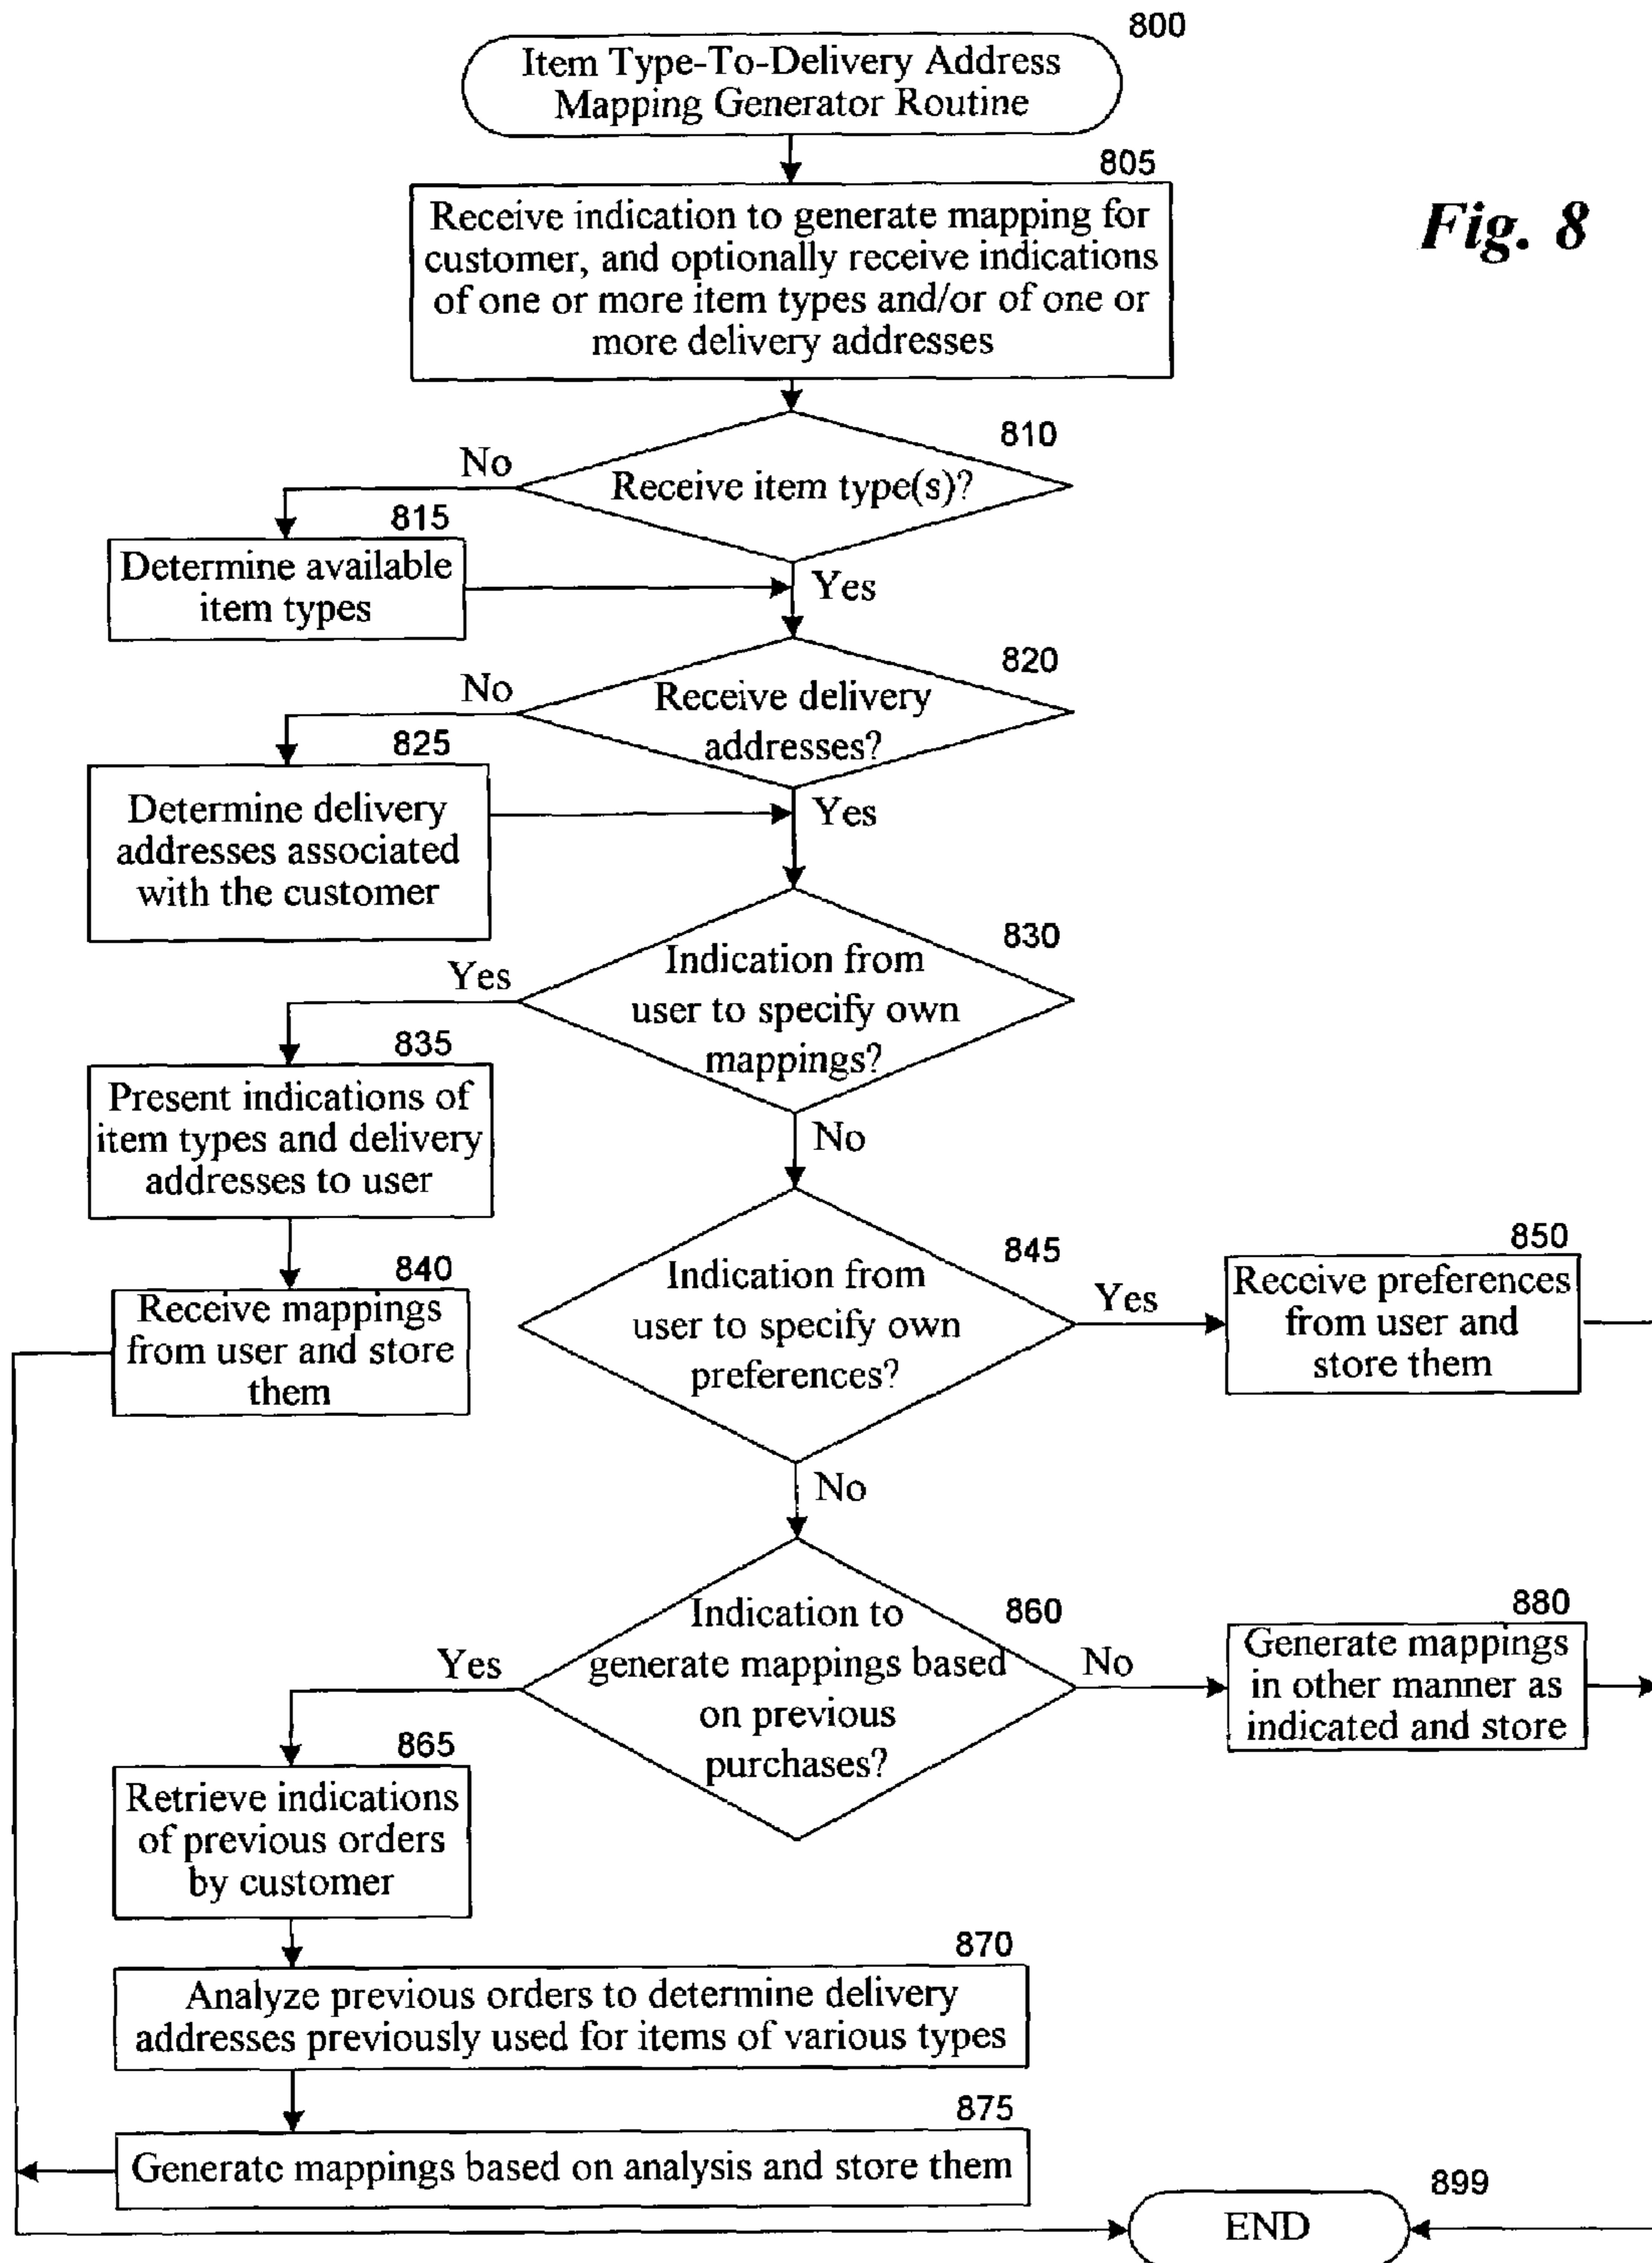 800
Item Type-To-Delivery Address
Mapping Generator Routine
805
Receive indication to generate mapping for
customer, and optionally receive indications
of one or more item types and/or of one or
more delivery addresses
Fig. 8
810
No
Receive item type(s)?
815
Determine available
item types
Yes
820
No
Receive delivery
addresses?
825
Determine delivery
addresses associated
with the customer
Yes
830
Yes
Indication from
user to specify own
mappings?
835
Present indications of
item types and delivery
addresses to user
No
840
Receive mappings
from user and store
them
845
Indication from
user to specify own
preferences?
Yes
850
Receive preferences
from user and
store them
No
860
Indication to
generate mappings based
on previous
purchases?
Yes
No
880
Generate mappings
in other manner as
indicated and store
865
Retrieve indications
of previous orders
by customer
870
Analyze previous orders to determine delivery
addresses previously used for items of various types
875
Generate mappings based on analysis and store them
899
END